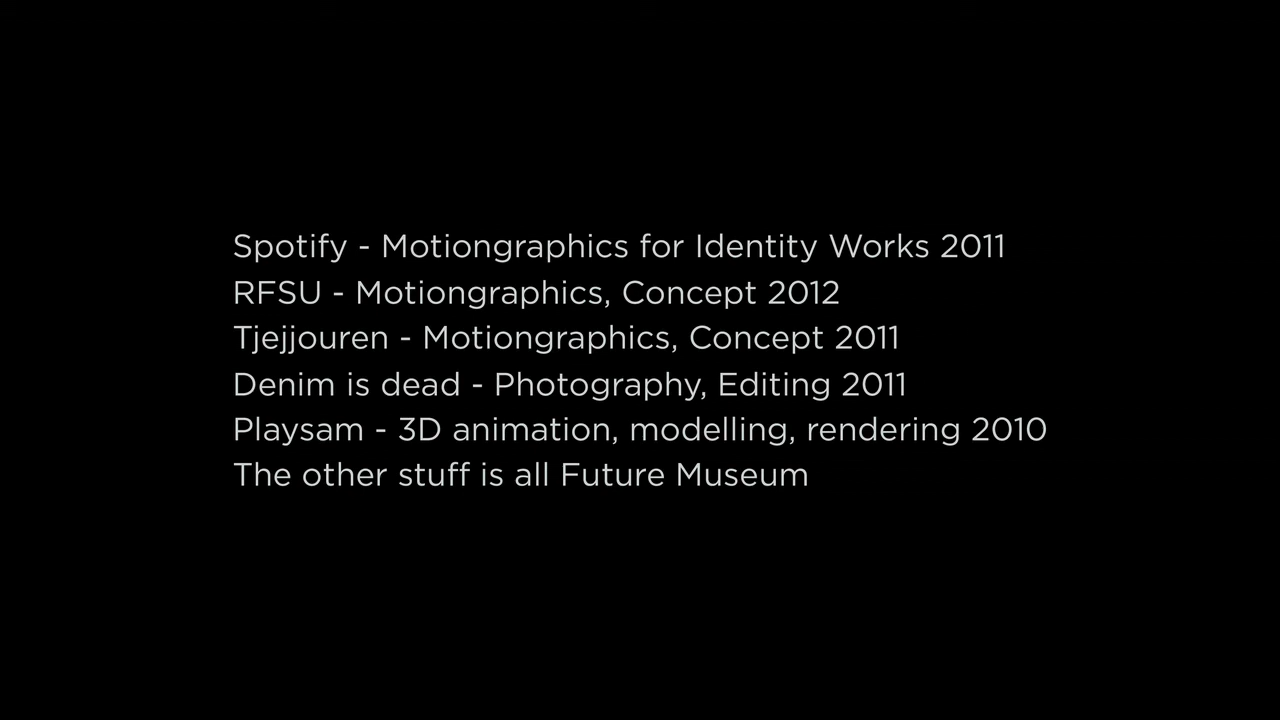 Spotify - Motiongraphics for Identity Works 2011
RFSU - Motiongraphics, Concept 2012
Tjejjouren - Motiongraphics, Concept 2011
Denim is dead - Photography, Editing 2011
Playsam - 3D animation, modelling, rendering 2010
The other stuff is all Future Museum